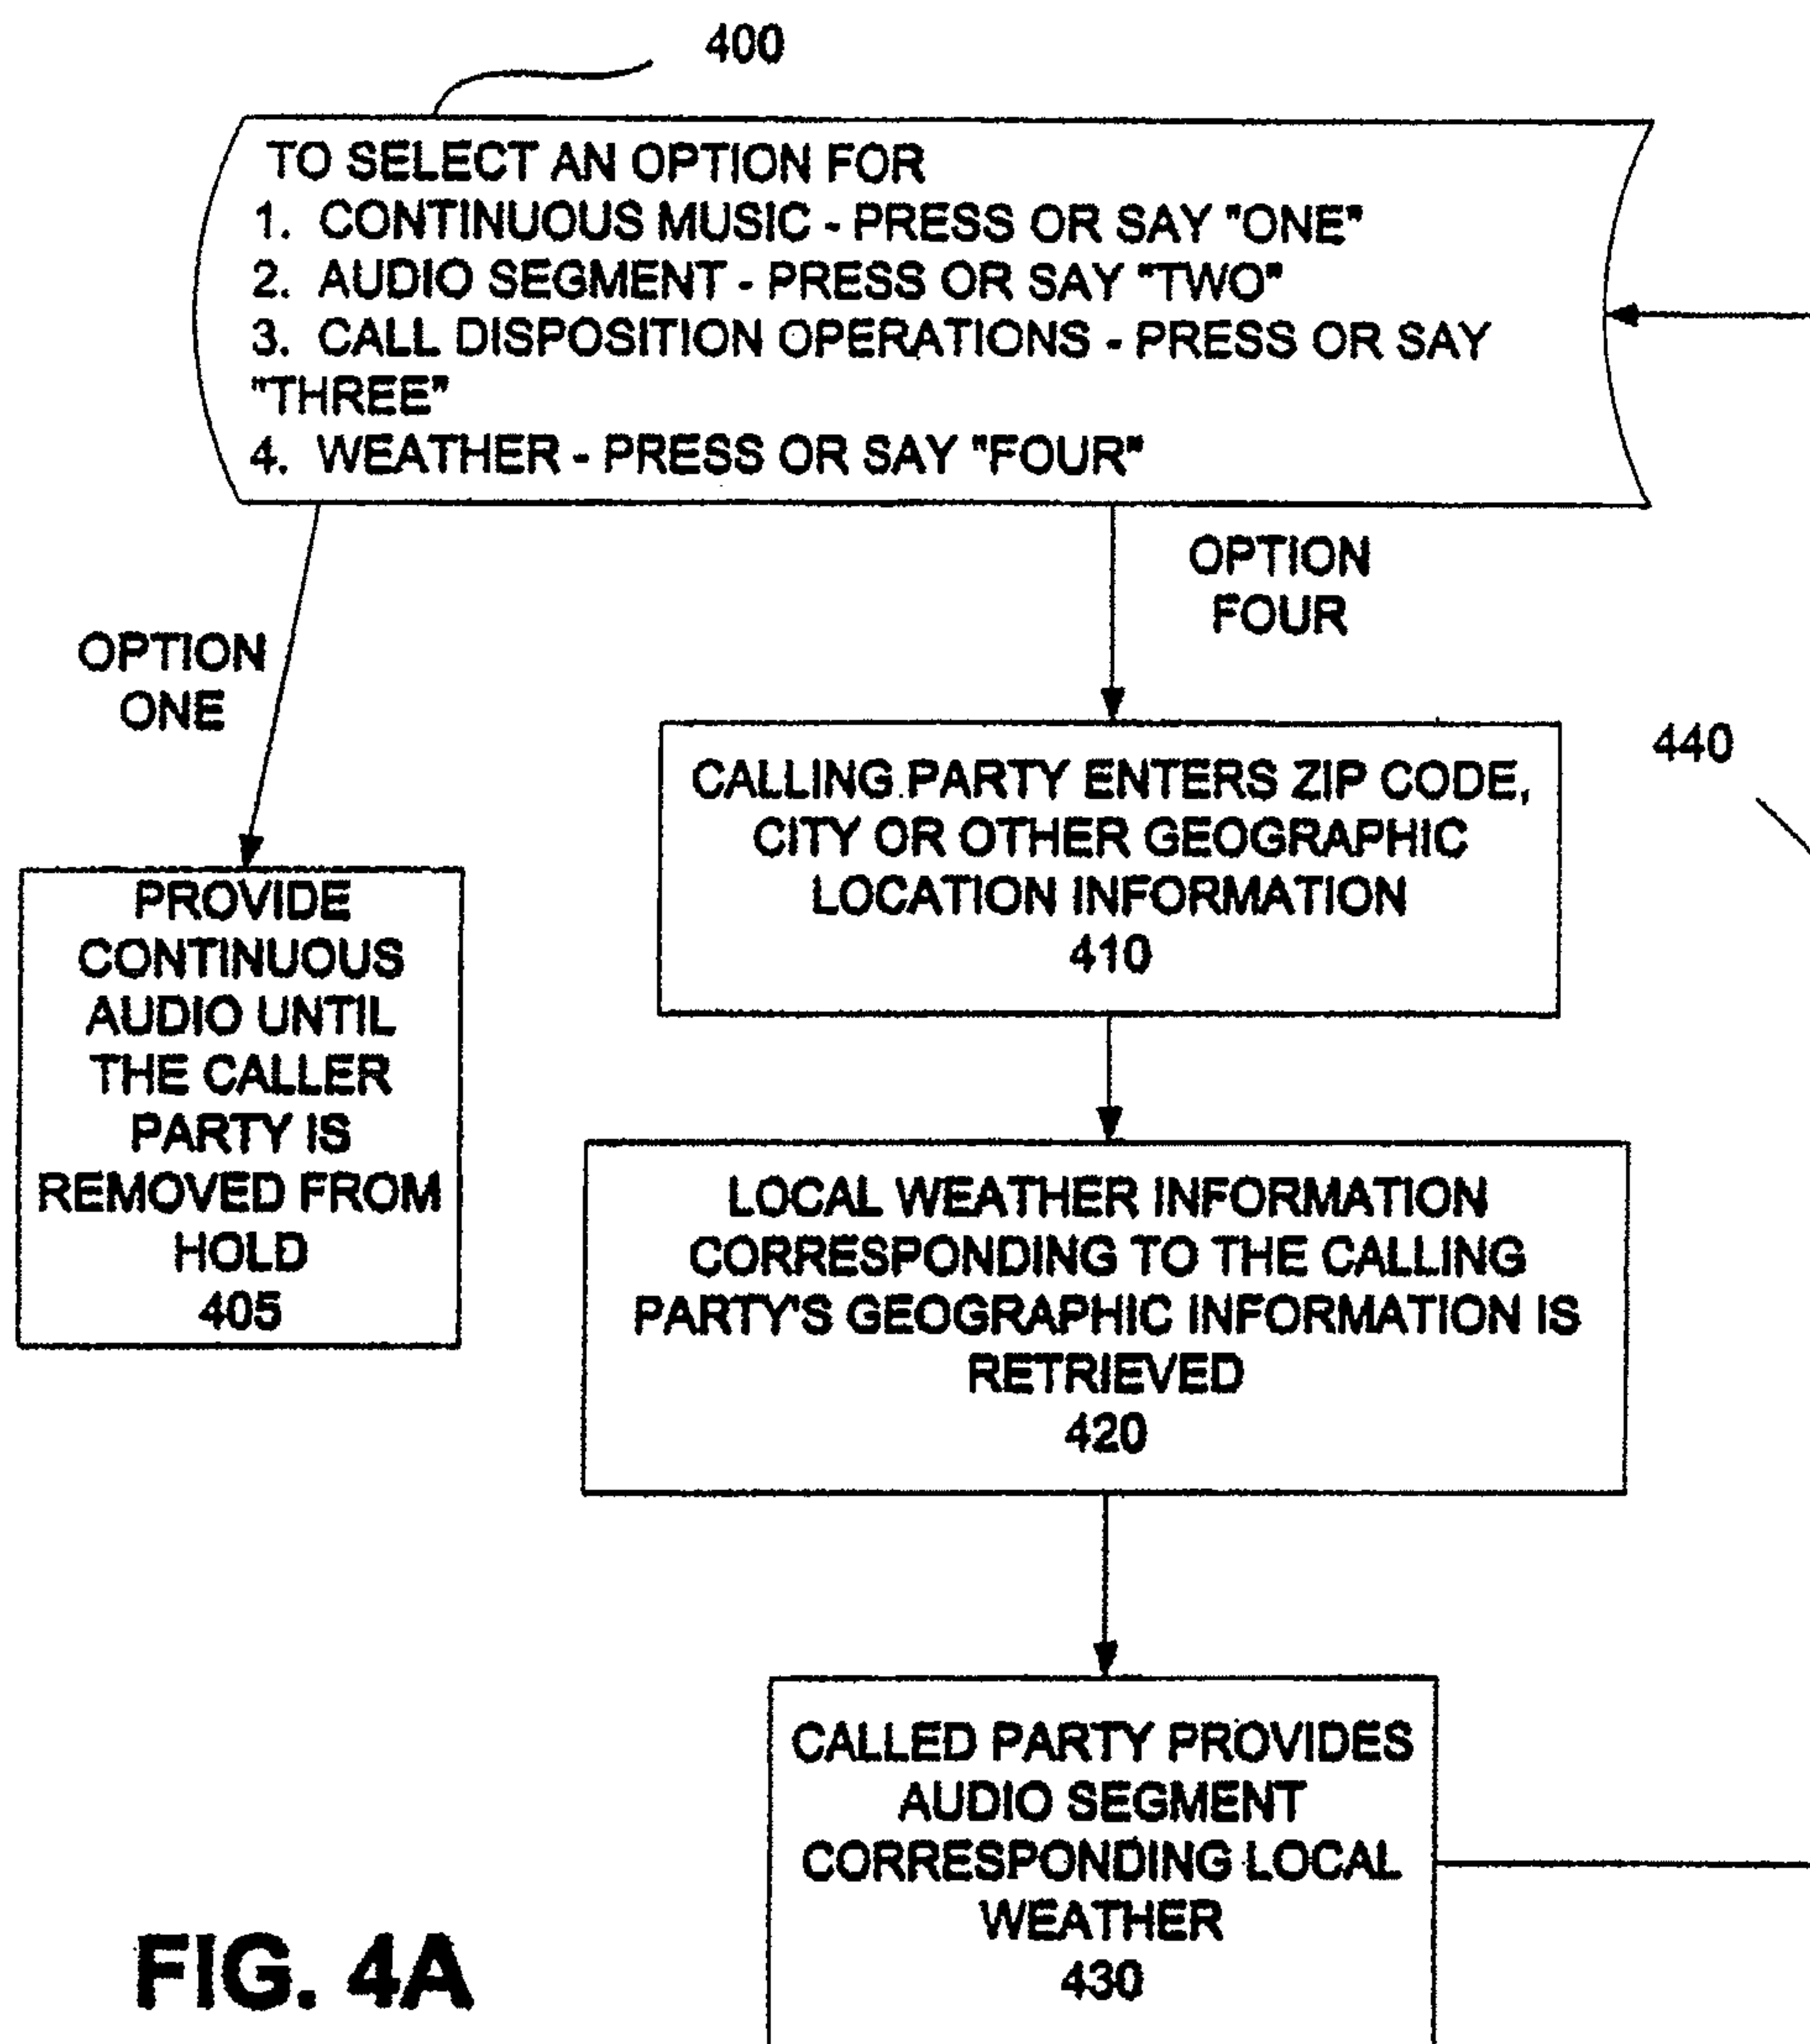 400
TO SELECT AN OPTION FOR
1. CONTINUOUS MUSIC - PRESS OR SAY "ONE"
2. AUDIO SEGMENT - PRESS OR SAY "TWO"
3. CALL DISPOSITION OPERATIONS - PRESS OR SAY
"THREE"
4. WEATHER - PRESS OR SAY "FOUR"
OPTION
ONE
OPTION
FOUR
PROVIDE
CONTINUOUS
AUDIO UNTIL
THE CALLER
PARTY IS
REMOVED FROM
HOLD
405
CALLING PARTY ENTERS ZIP CODE,
CITY OR OTHER GEOGRAPHIC
LOCATION INFORMATION
410
440
LOCAL WEATHER INFORMATION
CORRESPONDING TO THE CALLING
PARTY'S GEOGRAPHIC INFORMATION IS
RETRIEVED
420
CALLED PARTY PROVIDES
AUDIO SEGMENT
CORRESPONDING LOCAL
WEATHER
430
FIG. 4A